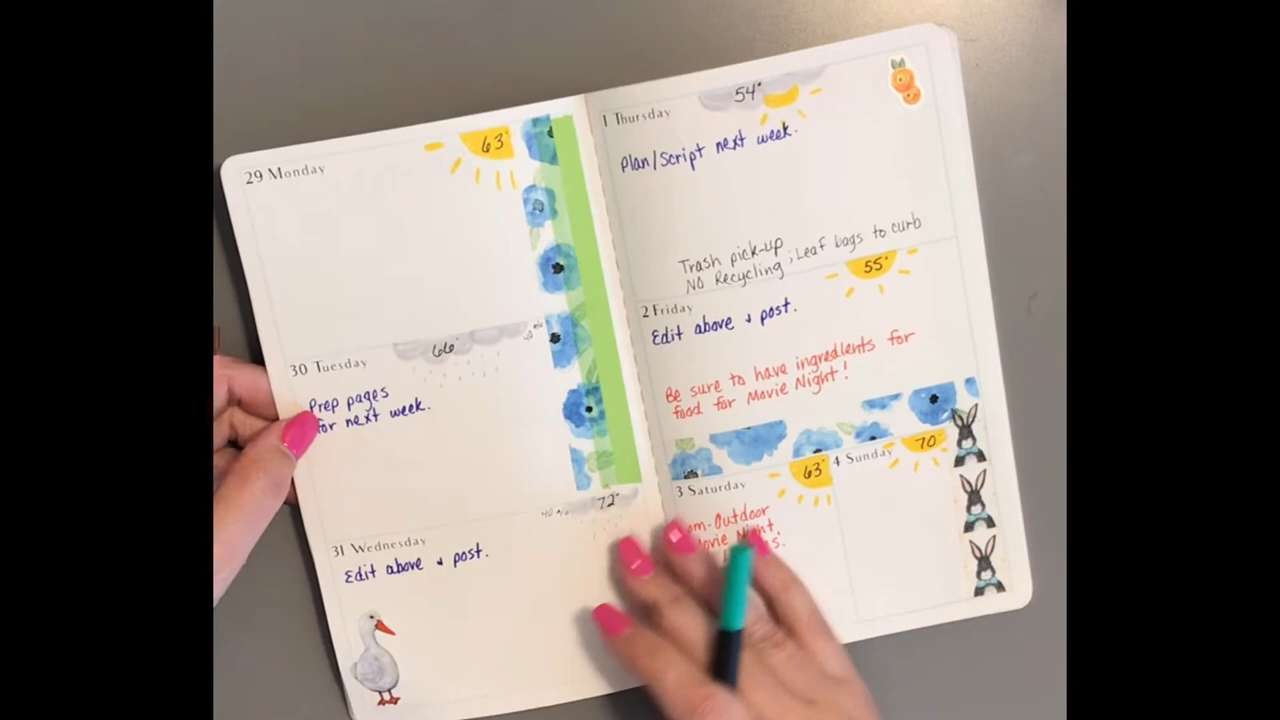 29 Monday
63°
30 Tuesday
66°
Prep pages
for next week.
31 Wednesday
72°
Edit above + post.
1 Thursday
54°
Plan/Script next week.
Trash pick-up
NO Recycling ; Leaf bags to curb
2 Friday
55°
Edit above + post.
Be sure to have ingredients for
food for Movie Night!
3 Saturday
63°
Outdoor
Movie Night,
4 Sunday
70°